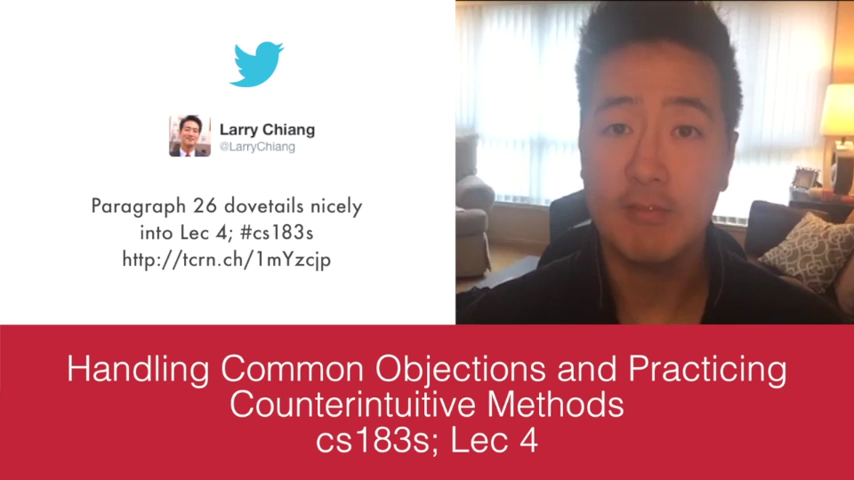 Larry Chiang
@LarryChiang
Paragraph 26 dovetails nicely
into Lec 4; #cs183s
http://tcrn.ch/1mYzcjp
Handling Common Objections and Practicing
Counterintuitive Methods
cs183s; Lec 4